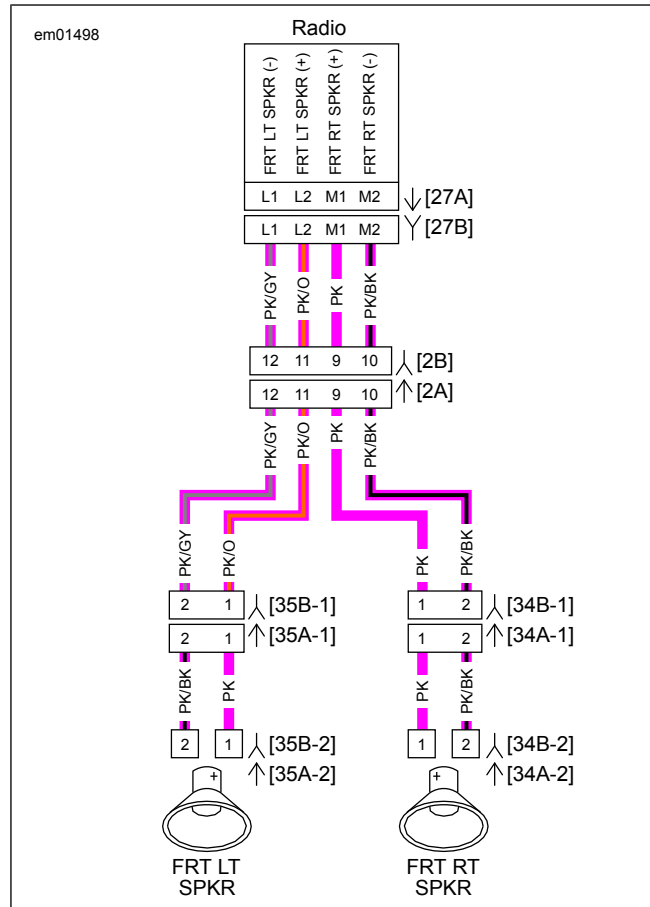 em01498
Radio
FRT LT SPKR (-)
FRT LT SPKR (+)
FRT RT SPKR (+)
FRT RT SPKR (-)
L1 L2 M1 M2 [27A]
L1 L2 M1 M2 [27B]
PK/GY PK/O PK PK/BK
12 11 9 10 [2B]
12 11 9 10 [2A]
PK/GY PK/O PK PK/BK
PK/GY PK/O PK PK/BK
2 1 [35B-1] 1 2 [34B-1]
2 1 [35A-1] 1 2 [34A-1]
PK/BK PK PK PK/BK
2 1 [35B-2] 1 2 [34B-2]
[35A-2] [34A-2]
+ +
FRT LT
SPKR
FRT RT
SPKR